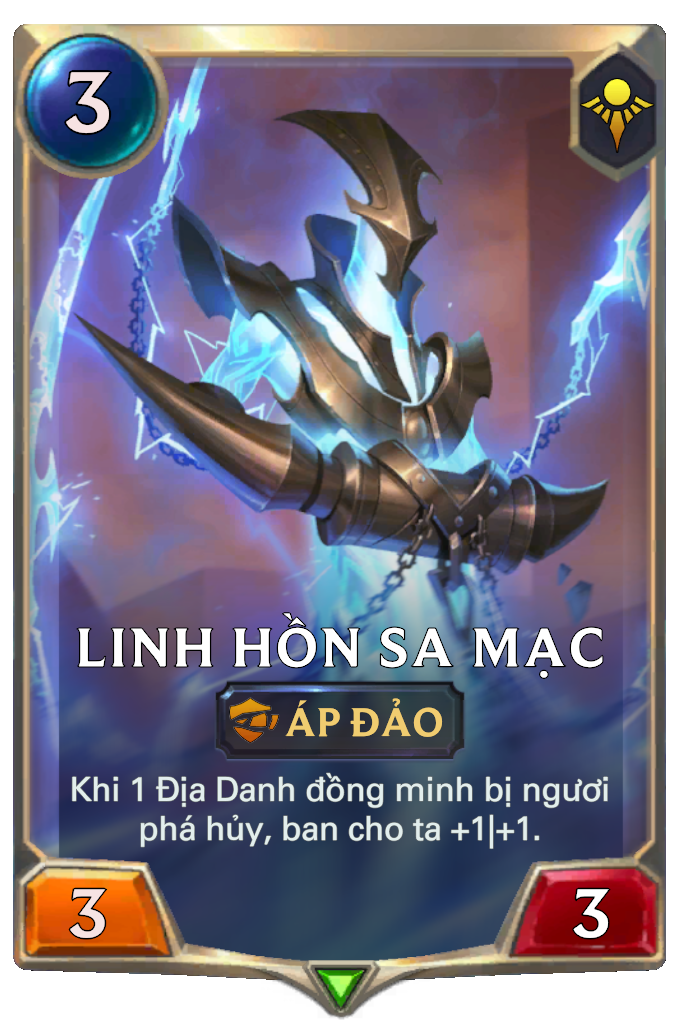 3
LINH HỒN SA MẠC
ÁP ĐẢO
Khi 1 Địa Danh đồng minh bị ngươi
phá hủy, ban cho ta +1|+1.
3
3